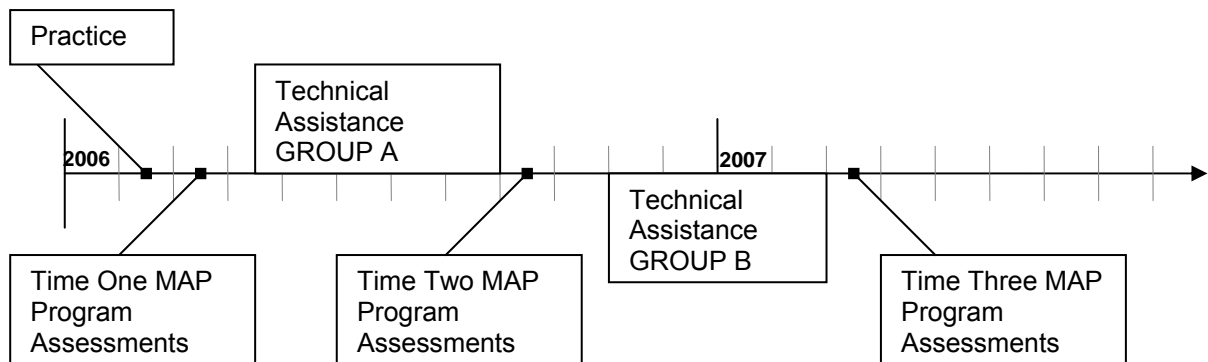 Practice
Technical
Assistance
GROUP A
2006
2007
Technical
Assistance
GROUP B
Time One MAP
Program
Assessments
Time Two MAP
Program
Assessments
Time Three MAP
Program
Assessments